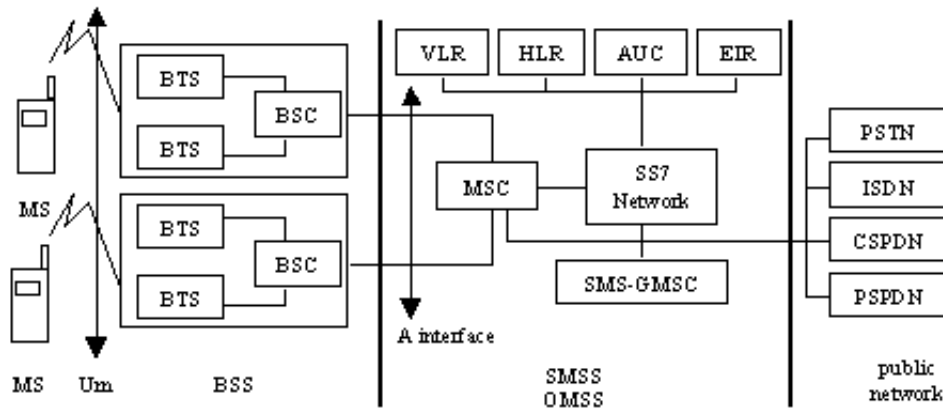 VLR
HLR
AUC
EIR
BTS
BSC
BTS
PSTN
MSC
SS7
Network
ISDN
MS
BTS
BSC
BTS
CSPDN
SMS-GMSC
PSPDN
A interface
MS
Um
BSS
SMSS
OMSS
public
network